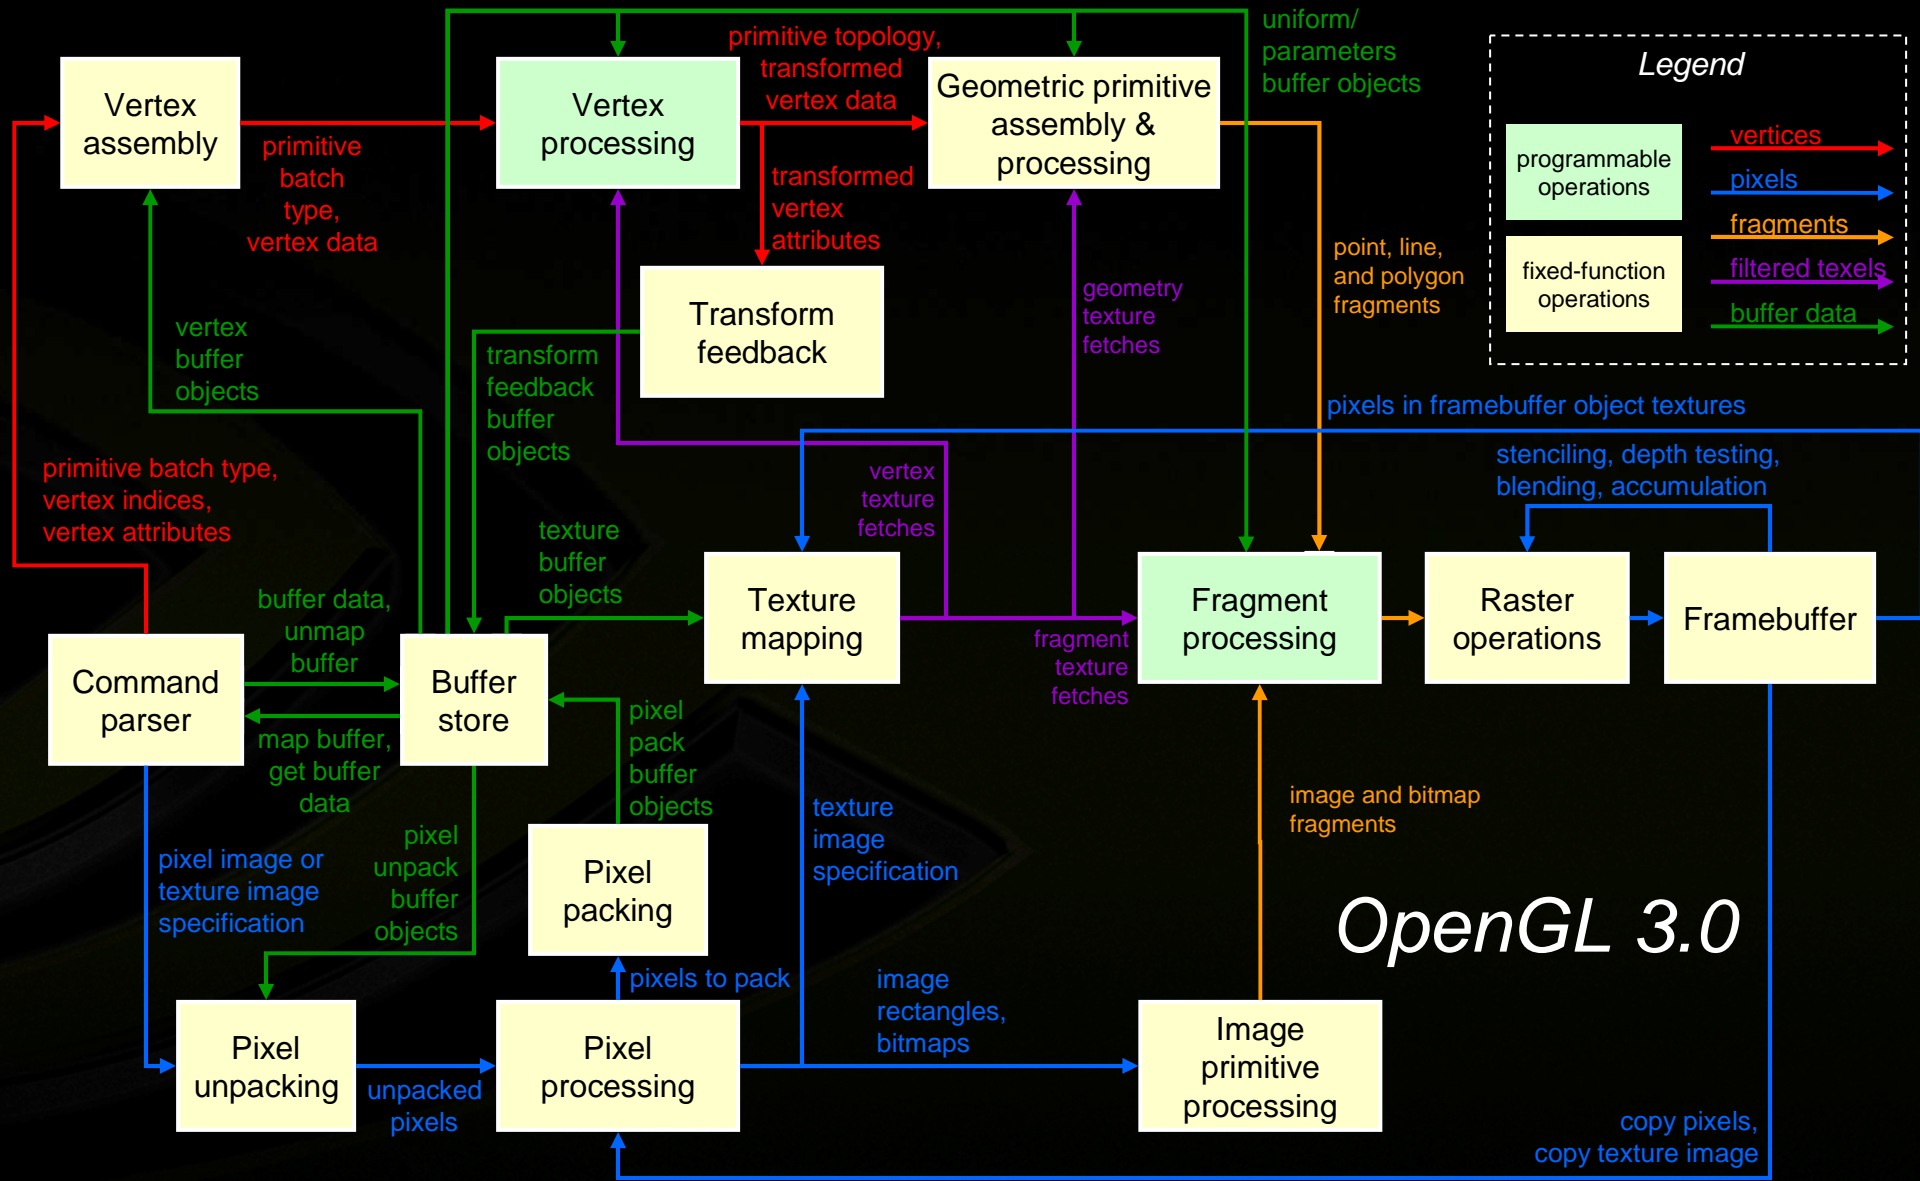 uniform/
parameters
buffer objects
primitive topology,
transformed
vertex data
Legend
Vertex
assembly
Vertex
processing
Geometric primitive
assembly &
processing
programmable
operations
fixed-function
operations
vertices
pixels
fragments
filtered texels
buffer data
primitive
batch
type,
vertex data
transformed
vertex
attributes
point, line,
and polygon
fragments
geometry
texture
fetches
Transform
feedback
vertex
buffer
objects
transform
feedback
buffer
objects
pixels in framebuffer object textures
primitive batch type,
vertex indices,
vertex attributes
vertex
texture
fetches
stenciling, depth testing,
blending, accumulation
texture
buffer
objects
Texture
mapping
Fragment
processing
Raster
operations
Framebuffer
buffer data,
unmap
buffer
fragment
texture
fetches
Command
parser
Buffer
store
map buffer,
get buffer
data
pixel
pack
buffer
objects
pixel image or
texture image
specification
pixel
unpack
buffer
objects
texture
image
specification
image and bitmap
fragments
Pixel
packing
OpenGL 3.0
pixels to pack
image
rectangles,
bitmaps
Pixel
unpacking
unpacked
pixels
Pixel
processing
Image
primitive
processing
copy pixels,
copy texture image